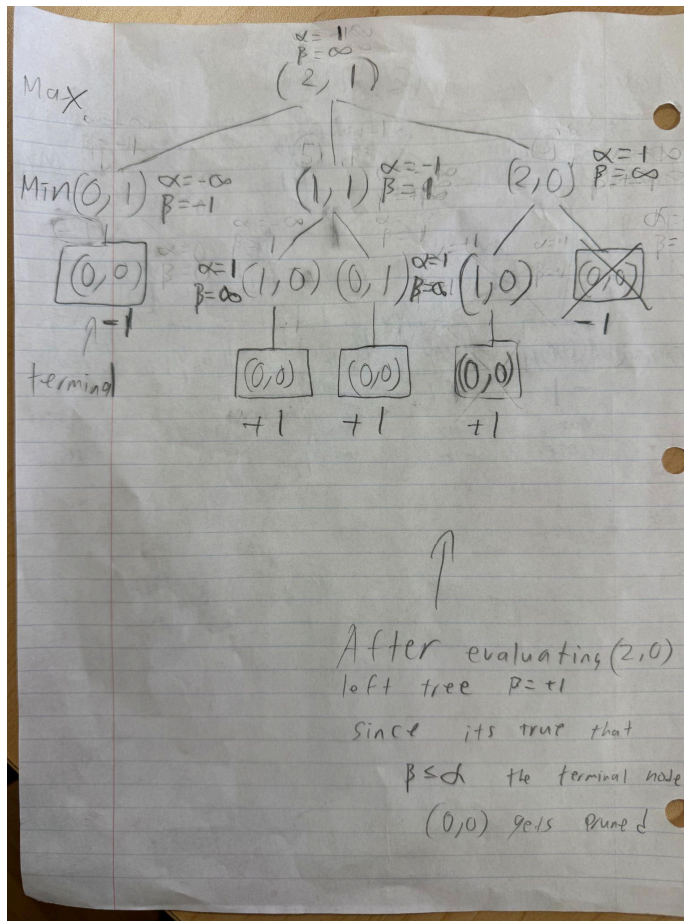 α = 1
β = ∞
(2, 1)
Max
Min (0, 1) α = -∞
β = -1
(1, 1) α = -1
β = 1
(2, 0) α = 1
β = ∞
(0, 0)
-1
α = 1
β = ∞ (1, 0)
(0, 1) α = 1
β = ∞
(1, 0)
(0, 0)
-1
terminal
(0, 0)
+1
(0, 0)
+1
(0, 0)
+1
After evaluating (2, 0)
left tree β = +1
since its true that
β ≤ α the terminal node
(0, 0) gets pruned